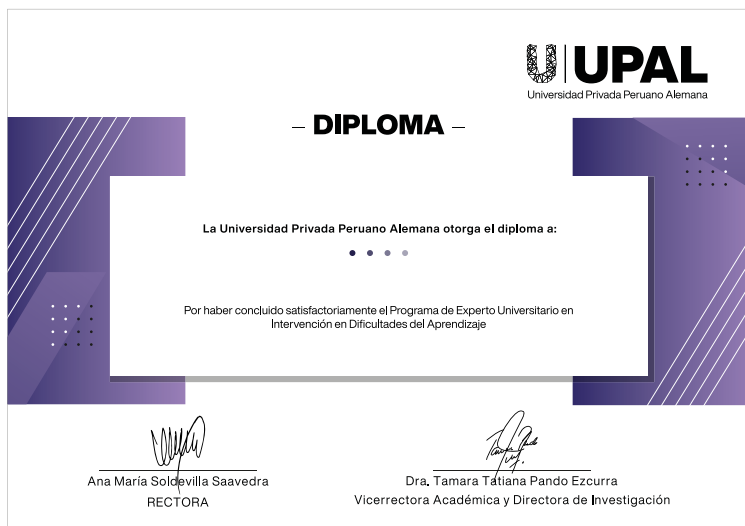 UPAL
Universidad Privada Peruano Alemana
– DIPLOMA –
La Universidad Privada Peruano Alemana otorga el diploma a:
Por haber concluido satisfactoriamente el Programa de Experto Universitario en
Intervención en Dificultades del Aprendizaje
Ana María Soldevilla Saavedra
RECTORA
Dra. Tamara Tatiana Pando Ezcurra
Vicerrectora Académica y Directora de Investigación